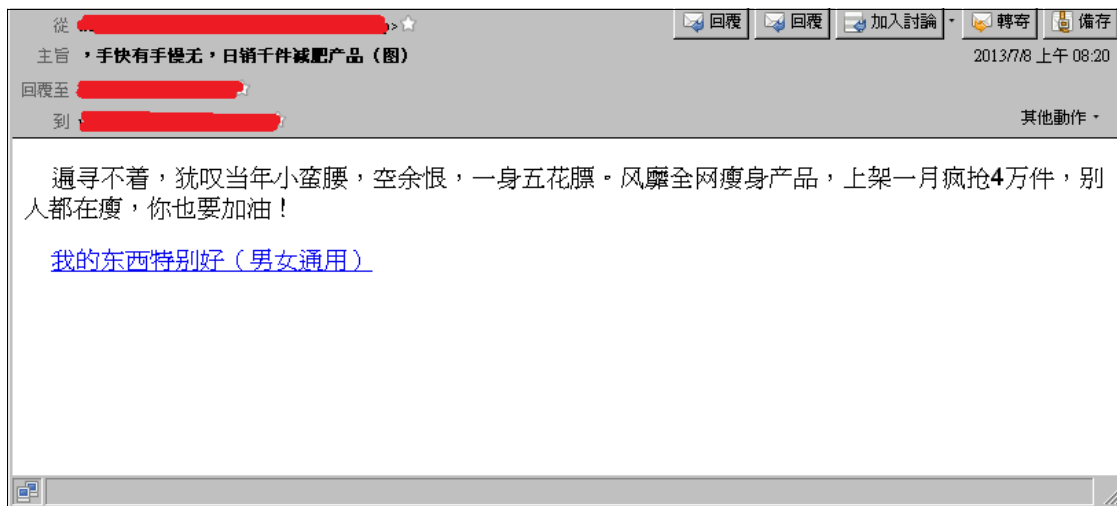 從
回覆 回覆 加入討論 轉寄 備存
主旨 ，手快有手慢无，日销千件减肥产品（图） 2013/7/8 上午 08:20
回覆至
到 其他動作
遍寻不着，犹叹当年小蛮腰，空余恨，一身五花膘。风靡全网瘦身产品，上架一月疯抢4万件，别
人都在瘦，你也要加油！
我的东西特别好（男女通用）